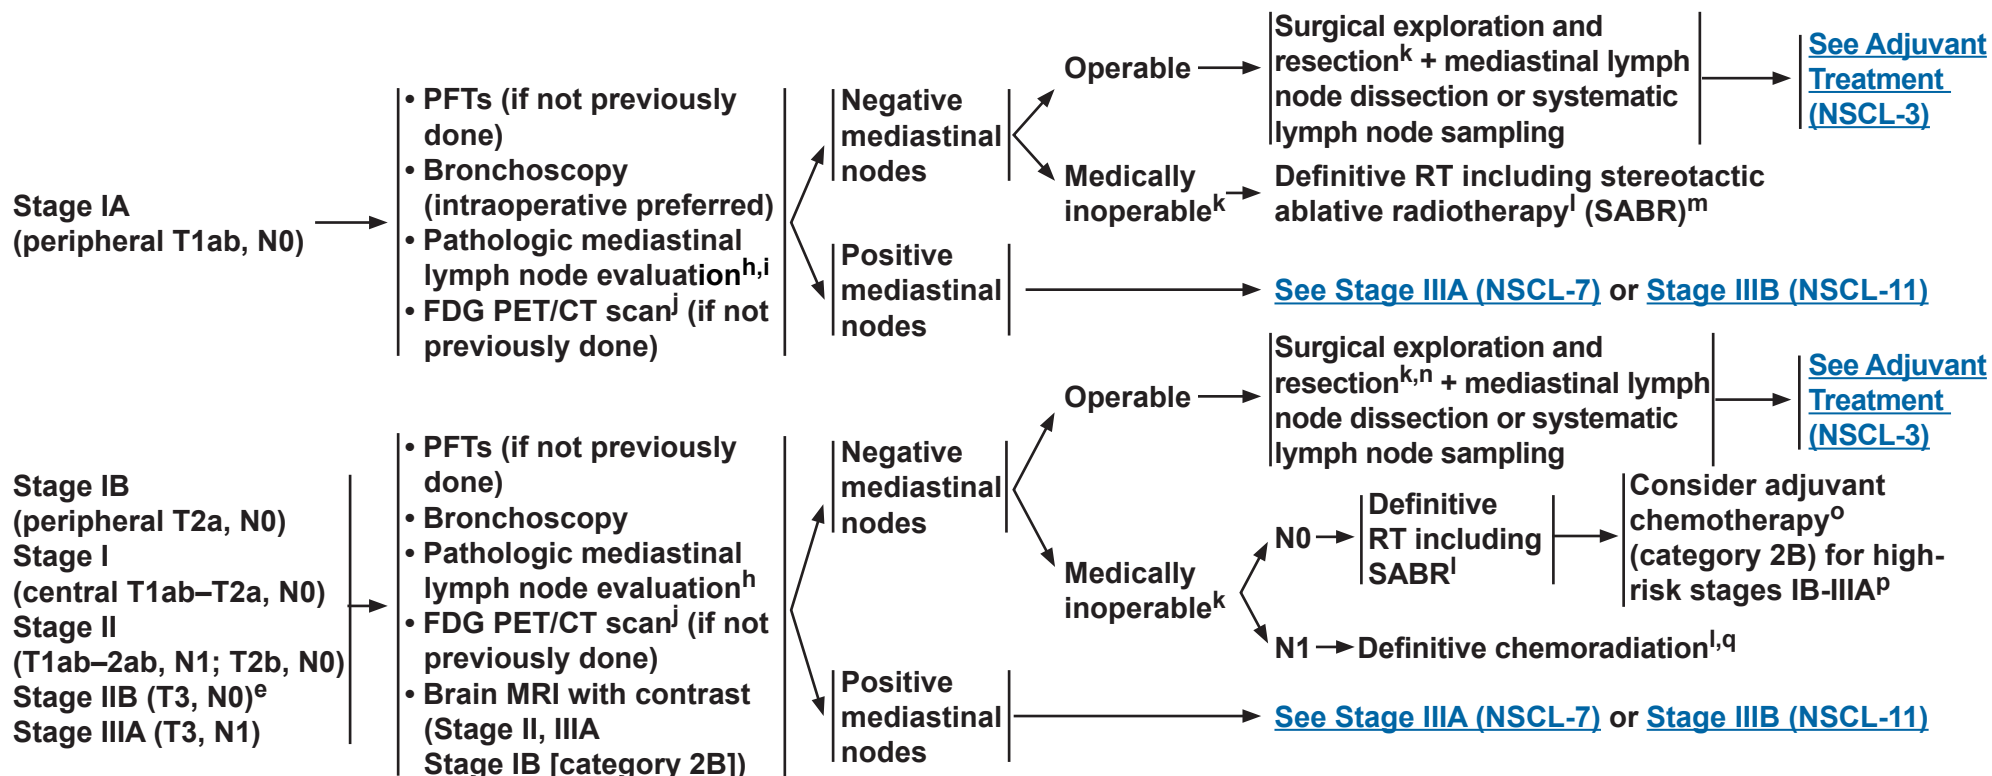 Stage IA
(peripheral T1ab, N0)
• PFTs (if not previously
done)
• Bronchoscopy
(intraoperative preferred)
• Pathologic mediastinal
lymph node evaluationh,i
• FDG PET/CT scanj (if not
previously done)
Negative
mediastinal
nodes
Operable
Surgical exploration and
resectionk + mediastinal lymph
node dissection or systematic
lymph node sampling
See Adjuvant
Treatment
(NSCL-3)
Medically
inoperablek
Definitive RT including stereotactic
ablative radiotherapyl (SABR)m
Positive
mediastinal
nodes
See Stage IIIA (NSCL-7) or Stage IIIB (NSCL-11)
Stage IB
(peripheral T2a, N0)
Stage I
(central T1ab–T2a, N0)
Stage II
(T1ab–2ab, N1; T2b, N0)
Stage IIB (T3, N0)e
Stage IIIA (T3, N1)
• PFTs (if not previously
done)
• Bronchoscopy
• Pathologic mediastinal
lymph node evaluationh
• FDG PET/CT scanj (if not
previously done)
• Brain MRI with contrast
(Stage II, IIIA
Stage IB [category 2B])
Negative
mediastinal
nodes
Operable
Surgical exploration and
resectionk,n + mediastinal lymph
node dissection or systematic
lymph node sampling
See Adjuvant
Treatment
(NSCL-3)
Medically
inoperablek
N0
Definitive
RT including
SABRl
Consider adjuvant
chemotherapyo
(category 2B) for high-
risk stages IB-IIIAp
N1
Definitive chemoradiationl,q
Positive
mediastinal
nodes
See Stage IIIA (NSCL-7) or Stage IIIB (NSCL-11)